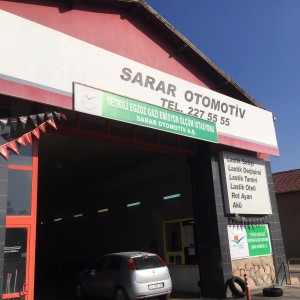 SARAR OTOMOTİV
TEL. 227 55 55
YETKİLİ EGZOZ GAZI EMİSYON ÖLÇÜM İSTASYONU
SARAR OTOMOTİV A.Ş.
Lastik Satışı
Lastik Değişimi
Lastik Tamiri
Lastik Oteli
Rot Ayarı
Akü